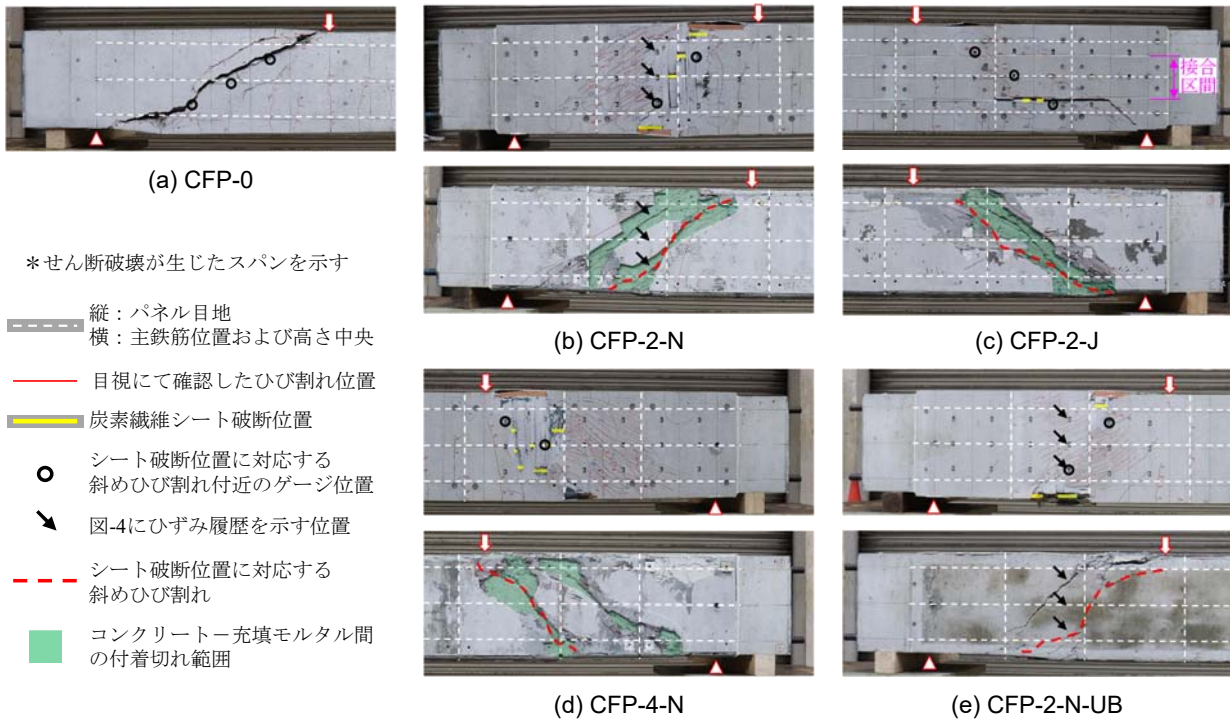 接合
区間
(a) CFP-0
＊せん断破壊が生じたスパンを示す
縦：パネル目地
横：主鉄筋位置および高さ中央
目視にて確認したひび割れ位置
炭素繊維シート破断位置
シート破断位置に対応する
斜めひび割れ付近のゲージ位置
図-4にひずみ履歴を示す位置
シート破断位置に対応する
斜めひび割れ
コンクリート－充填モルタル間
の付着切れ範囲
(b) CFP-2-N
(c) CFP-2-J
(d) CFP-4-N
(e) CFP-2-N-UB